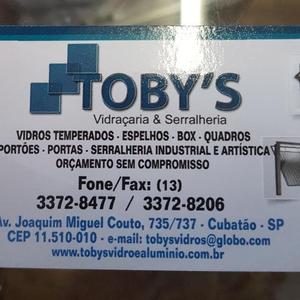 TOBY'S
Vidraçaria & Serralheria
VIDROS TEMPERADOS - ESPELHOS - BOX - QUADROS
PORTÕES - PORTAS - SERRALHERIA INDUSTRIAL E ARTÍSTICA
ORÇAMENTO SEM COMPROMISSO
Fone/Fax: (13)
3372-8477 / 3372-8206
Av. Joaquim Miguel Couto, 735/737 - Cubatão - SP
CEP 11.510-010 - e-mail: tobysvidros@globo.com
www.tobysvidroealuminio.com.br